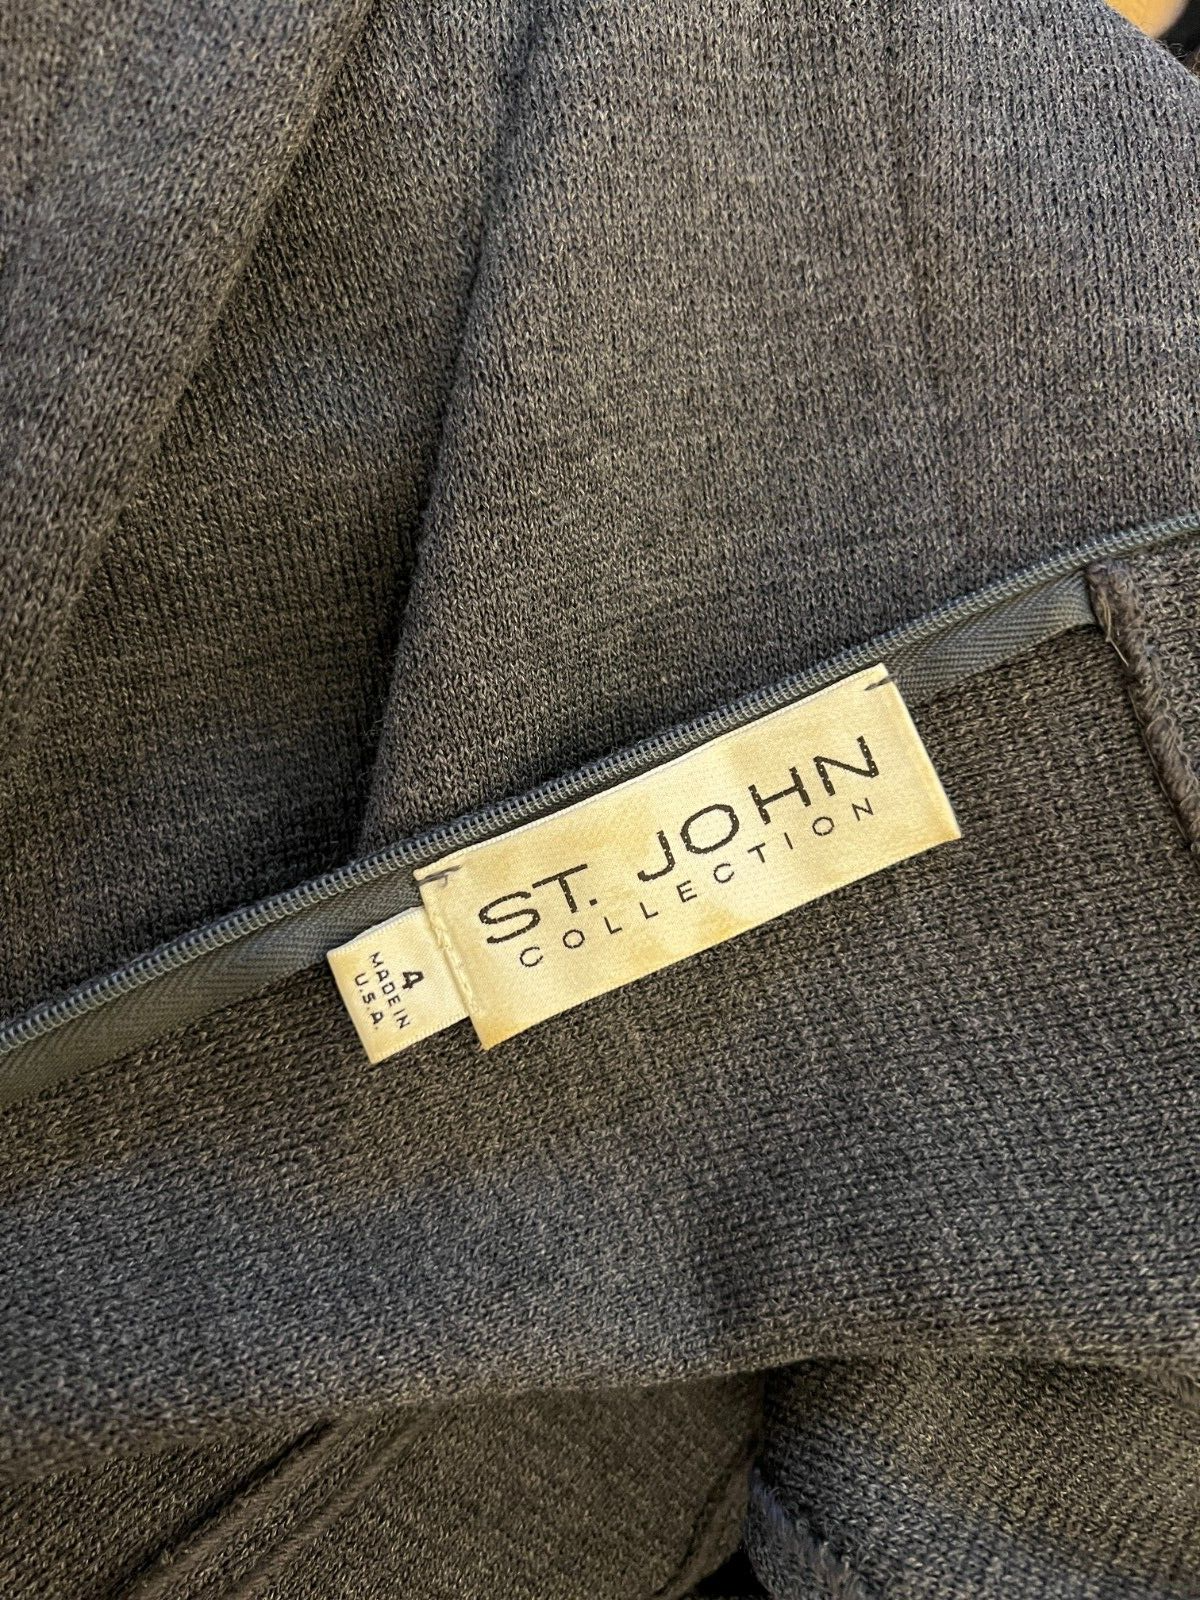 ST. JOHN
COLLECTION
4
MADE IN
U.S.A.